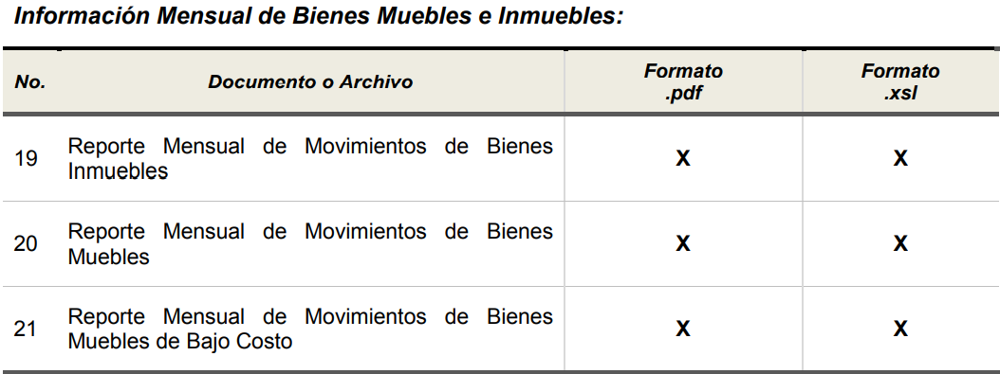 Información Mensual de Bienes Muebles e Inmuebles:
No. Documento o Archivo Formato .pdf Formato .xsl
19 Reporte Mensual de Movimientos de Bienes Inmuebles X X
20 Reporte Mensual de Movimientos de Bienes Muebles X X
21 Reporte Mensual de Movimientos de Bienes Muebles de Bajo Costo X X